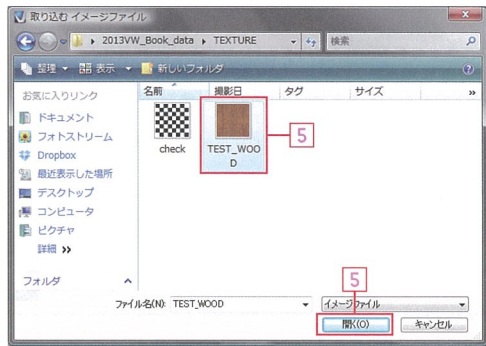 取り込む イメージファイル
2013VW_Book_data ▸ TEXTURE
検索
整理 表示 新しいフォルダ
お気に入りリンク
ドキュメント
フォトストリーム
Dropbox
最近表示した場所
デスクトップ
コンピュータ
ピクチャ
詳細 >>
フォルダ
名前 撮影日 タグ サイズ >>
check
TEST_WOO
D
5
5
ファイル名(N): TEST_WOOD
イメージファイル
開く(O) キャンセル